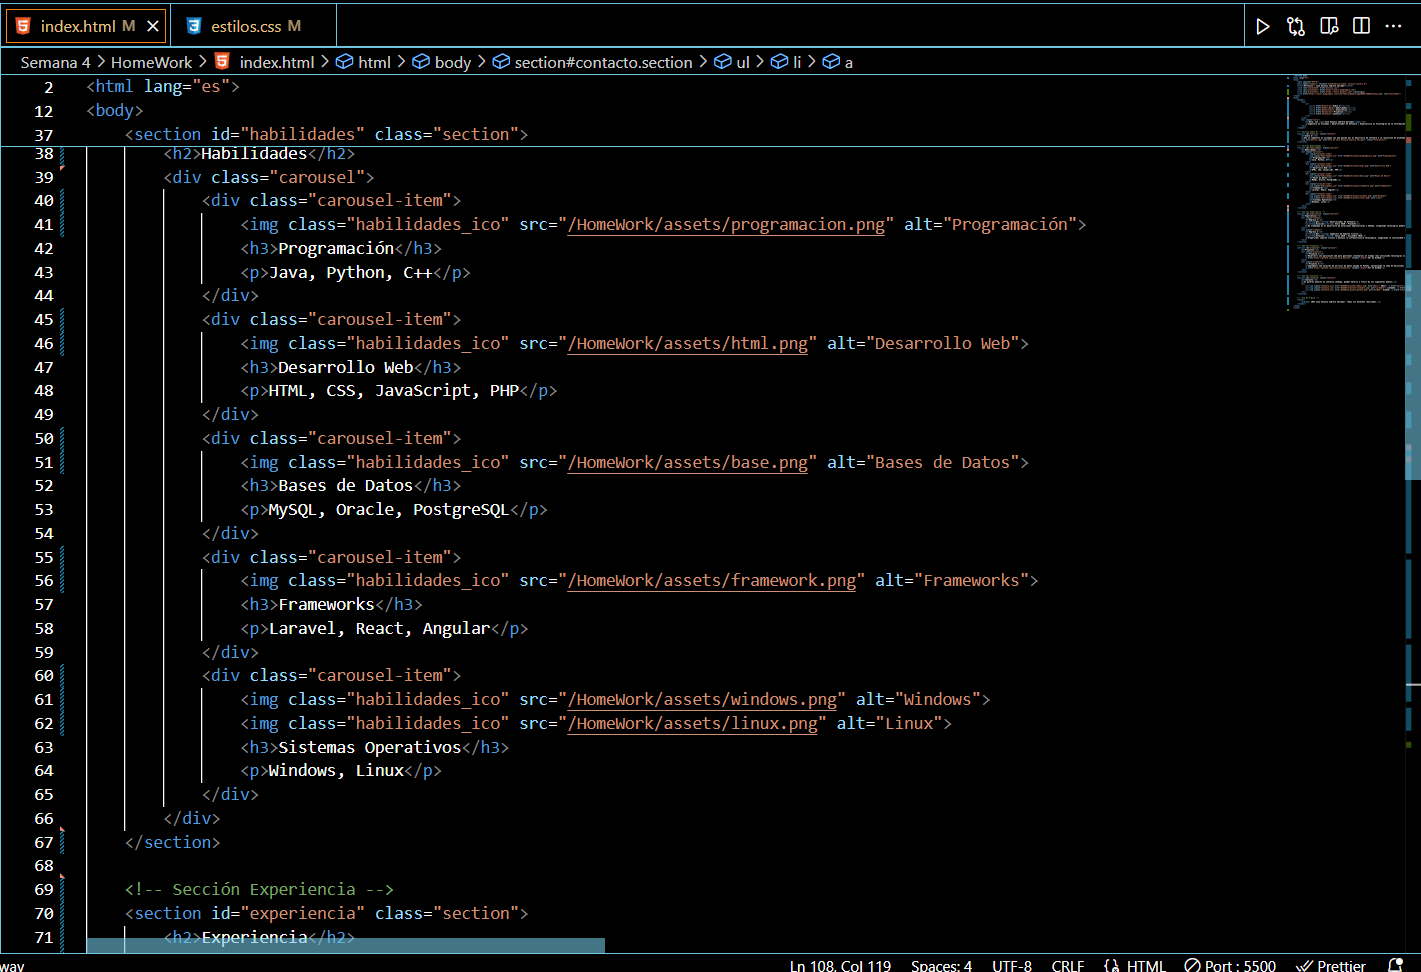 index.html M
estilos.css M
Semana 4 > HomeWork > index.html > html > body > section#contacto.section > ul > li > a
2 <html lang="es">
12 <body>
37 <section id="habilidades" class="section">
38 <h2>Habilidades</h2>
39 <div class="carousel">
40 <div class="carousel-item">
41 <img class="habilidades_ico" src="/HomeWork/assets/programacion.png" alt="Programación">
42 <h3>Programación</h3>
43 <p>Java, Python, C++</p>
44 </div>
45 <div class="carousel-item">
46 <img class="habilidades_ico" src="/HomeWork/assets/html.png" alt="Desarrollo Web">
47 <h3>Desarrollo Web</h3>
48 <p>HTML, CSS, JavaScript, PHP</p>
49 </div>
50 <div class="carousel-item">
51 <img class="habilidades_ico" src="/HomeWork/assets/base.png" alt="Bases de Datos">
52 <h3>Bases de Datos</h3>
53 <p>MySQL, Oracle, PostgreSQL</p>
54 </div>
55 <div class="carousel-item">
56 <img class="habilidades_ico" src="/HomeWork/assets/framework.png" alt="Frameworks">
57 <h3>Frameworks</h3>
58 <p>Laravel, React, Angular</p>
59 </div>
60 <div class="carousel-item">
61 <img class="habilidades_ico" src="/HomeWork/assets/windows.png" alt="Windows">
62 <img class="habilidades_ico" src="/HomeWork/assets/linux.png" alt="Linux">
63 <h3>Sistemas Operativos</h3>
64 <p>Windows, Linux</p>
65 </div>
66 </div>
67 </section>
68
69 <!-- Sección Experiencia -->
70 <section id="experiencia" class="section">
71 <h2>Experiencia</h2>
way Ln 108, Col 119 Spaces: 4 UTF-8 CRLF {} HTML Port : 5500 Prettier